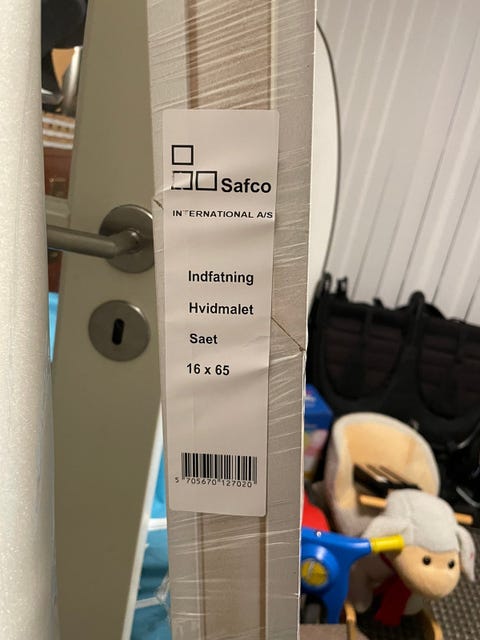 Safco
INTERNATIONAL A/S
Indfatning
Hvidmalet
Saet
16 x 65
5 705670 127020